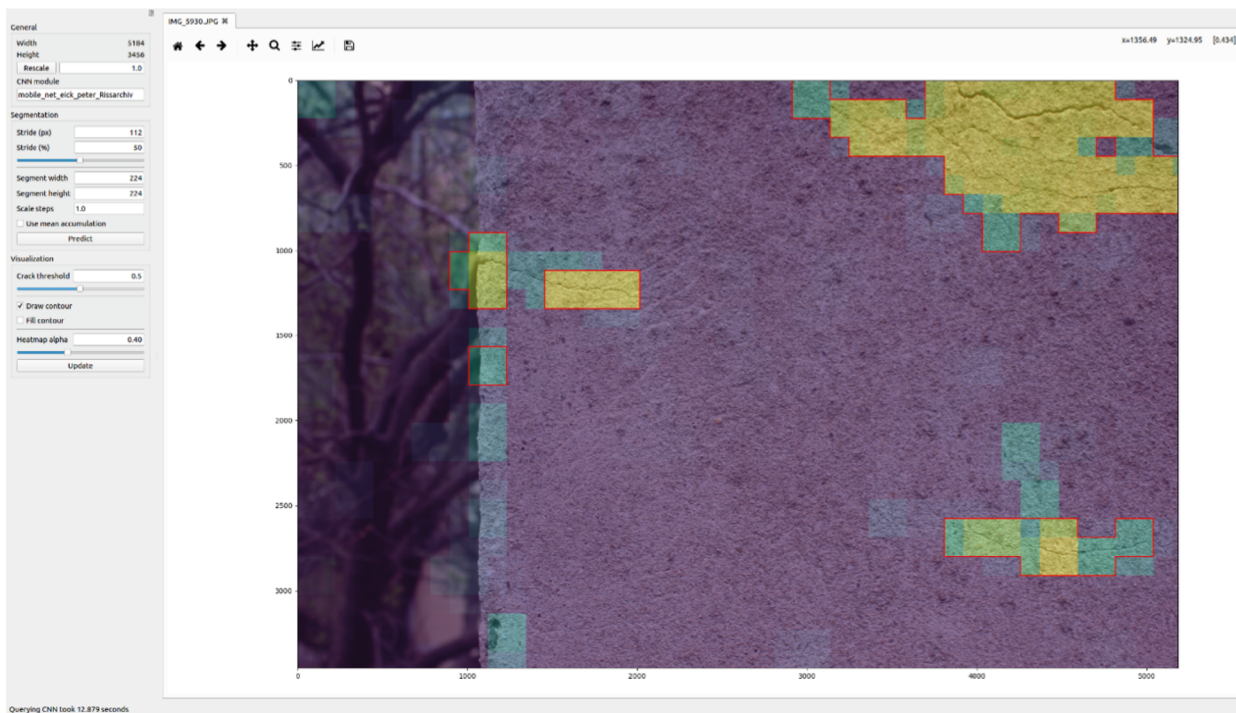 General
IMG_5930.JPG
Width 5184
Height 3456
Rescale 1.0
CNN module
mobile_net_eick_peter_Rissarchiv
Segmentation
Stride (px) 112
Stride (%) 50
Segment width 224
Segment height 224
Scale steps 1.0
Use mean accumulation
Predict
Visualization
Crack threshold 0.5
Draw contour
Fill contour
Heatmap alpha 0.40
Update
x=1356.49 y=1324.95 [0.434]
0
500
1000
1500
2000
2500
3000
0 1000 2000 3000 4000 5000
Querying CNN took 12.879 seconds